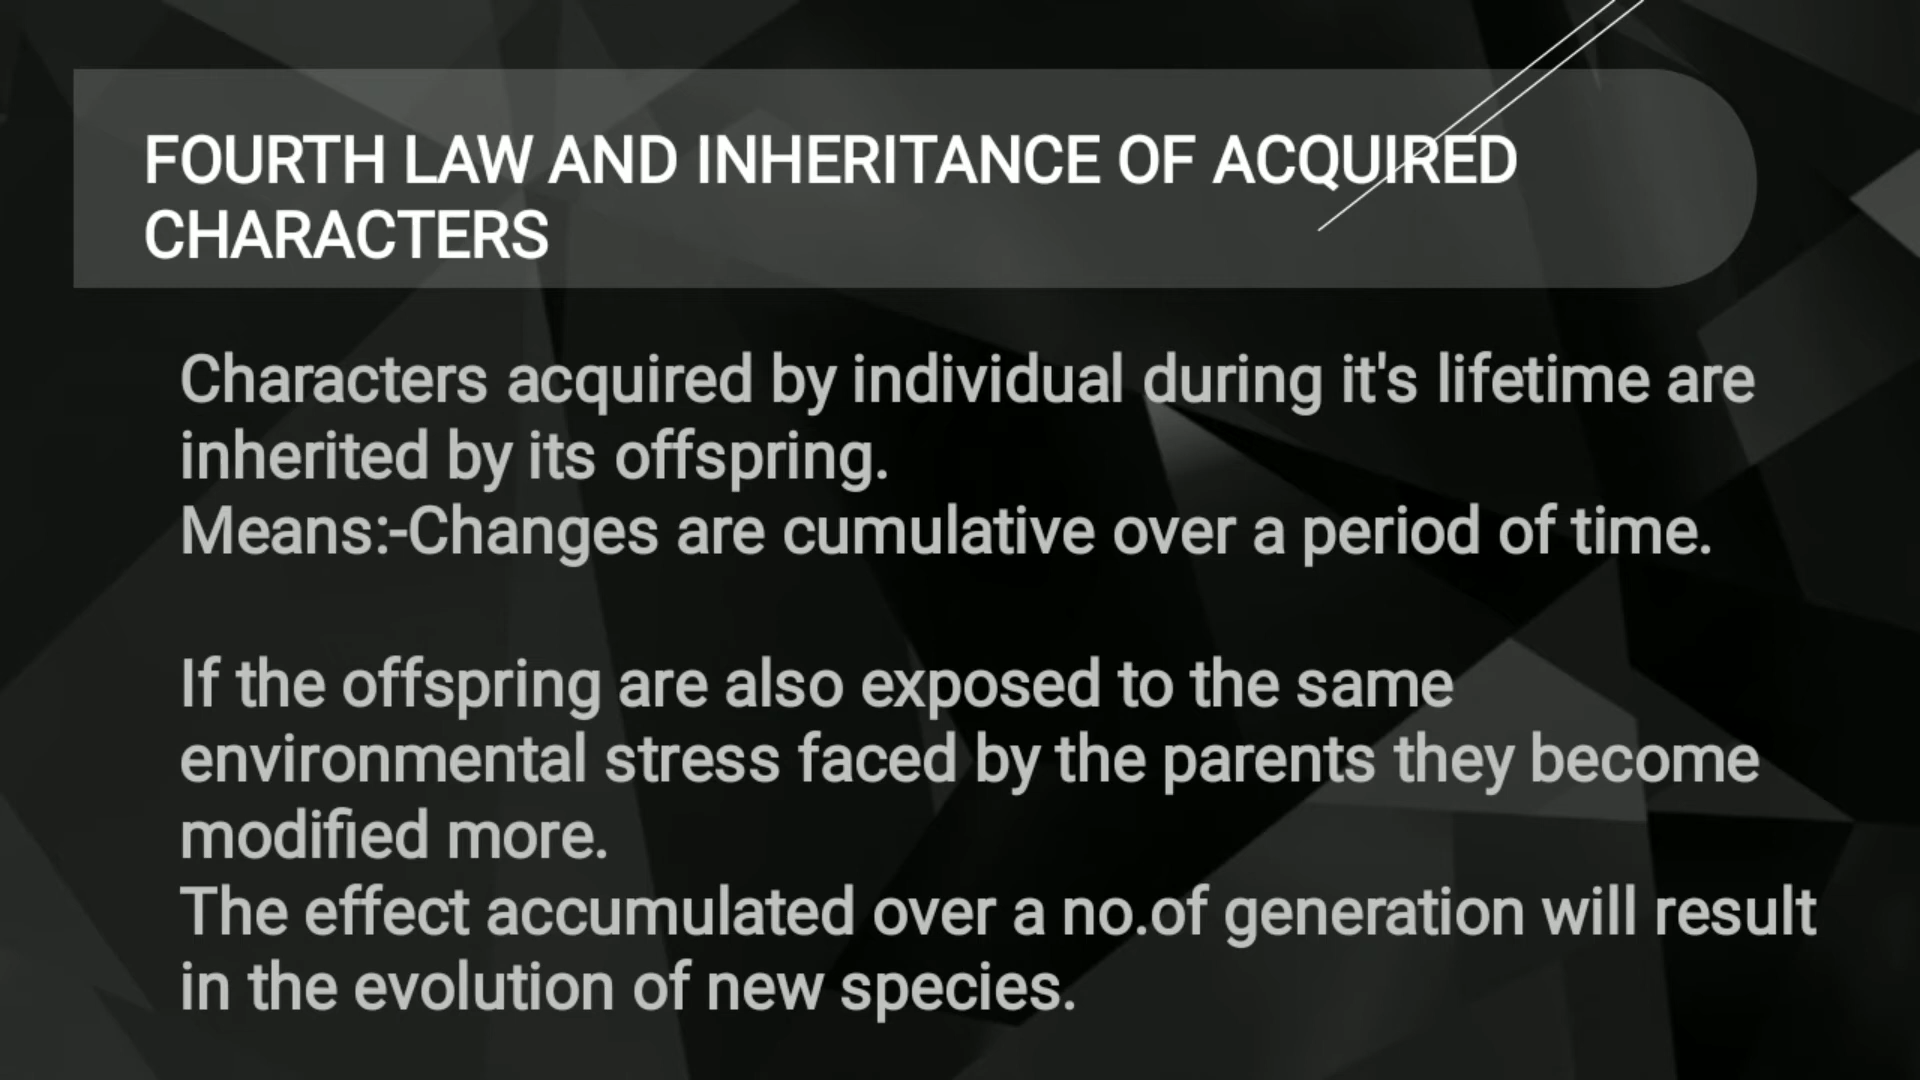 FOURTH LAW AND INHERITANCE OF ACQUIRED
CHARACTERS
Characters acquired by individual during it's lifetime are
inherited by its offspring.
Means:-Changes are cumulative over a period of time.
If the offspring are also exposed to the same
environmental stress faced by the parents they become
modified more.
The effect accumulated over a no.of generation will result
in the evolution of new species.